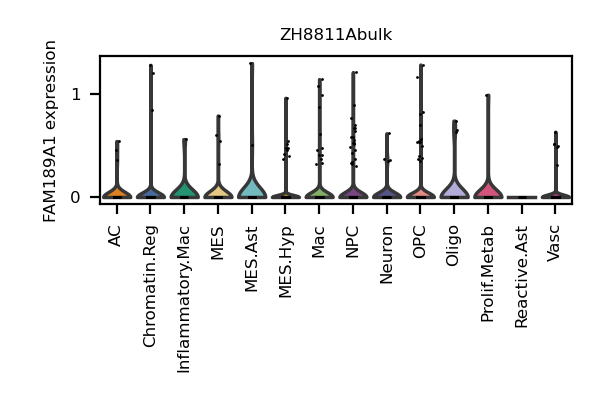 ZH8811Abulk
FAM189A1 expression
1
0
AC
Chromatin.Reg
Inflammatory.Mac
MES
MES.Ast
MES.Hyp
Mac
NPC
Neuron
OPC
Oligo
Prolif.Metab
Reactive.Ast
Vasc